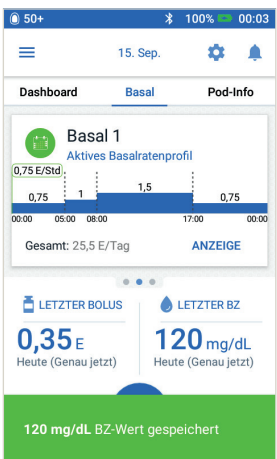 50+ 100% 00:03
15. Sep.
Dashboard Basal Pod-Info
Basal 1
Aktives Basalratenprofil
0,75 E/Std
0,75 1 1,5 0,75
00:00 05:00 08:00 17:00 00:00
Gesamt: 25,5 E/Tag ANZEIGE
LETZTER BOLUS LETZTER BZ
0,35 E 120 mg/dL
Heute (Genau jetzt) Heute (Genau jetzt)
120 mg/dL BZ-Wert gespeichert